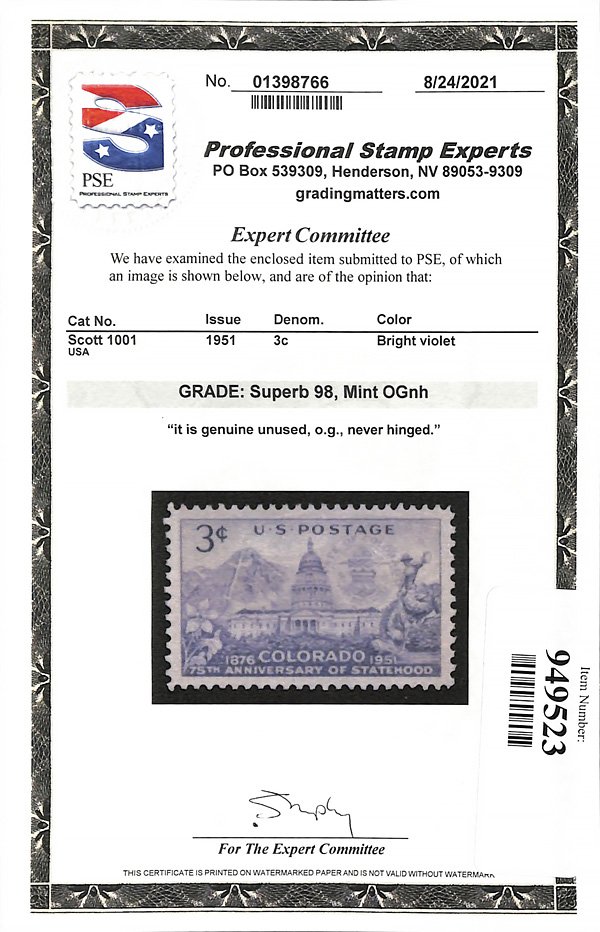 No. 01398766 8/24/2021
PSE
PROFESSIONAL STAMP EXPERTS
Professional Stamp Experts
PO Box 539309, Henderson, NV 89053-9309
gradingmatters.com
Expert Committee
We have examined the enclosed item submitted to PSE, of which
an image is shown below, and are of the opinion that:
Cat No. Issue Denom. Color
Scott 1001 1951 3c Bright violet
USA
GRADE: Superb 98, Mint OGnh
“it is genuine unused, o.g., never hinged.”
3¢ U·S·POSTAGE
1876 COLORADO 1951
75TH ANNIVERSARY OF STATEHOOD
Item Number:
949523
For The Expert Committee
THIS CERTIFICATE IS PRINTED ON WATERMARKED PAPER AND IS NOT VALID WITHOUT WATERMARK